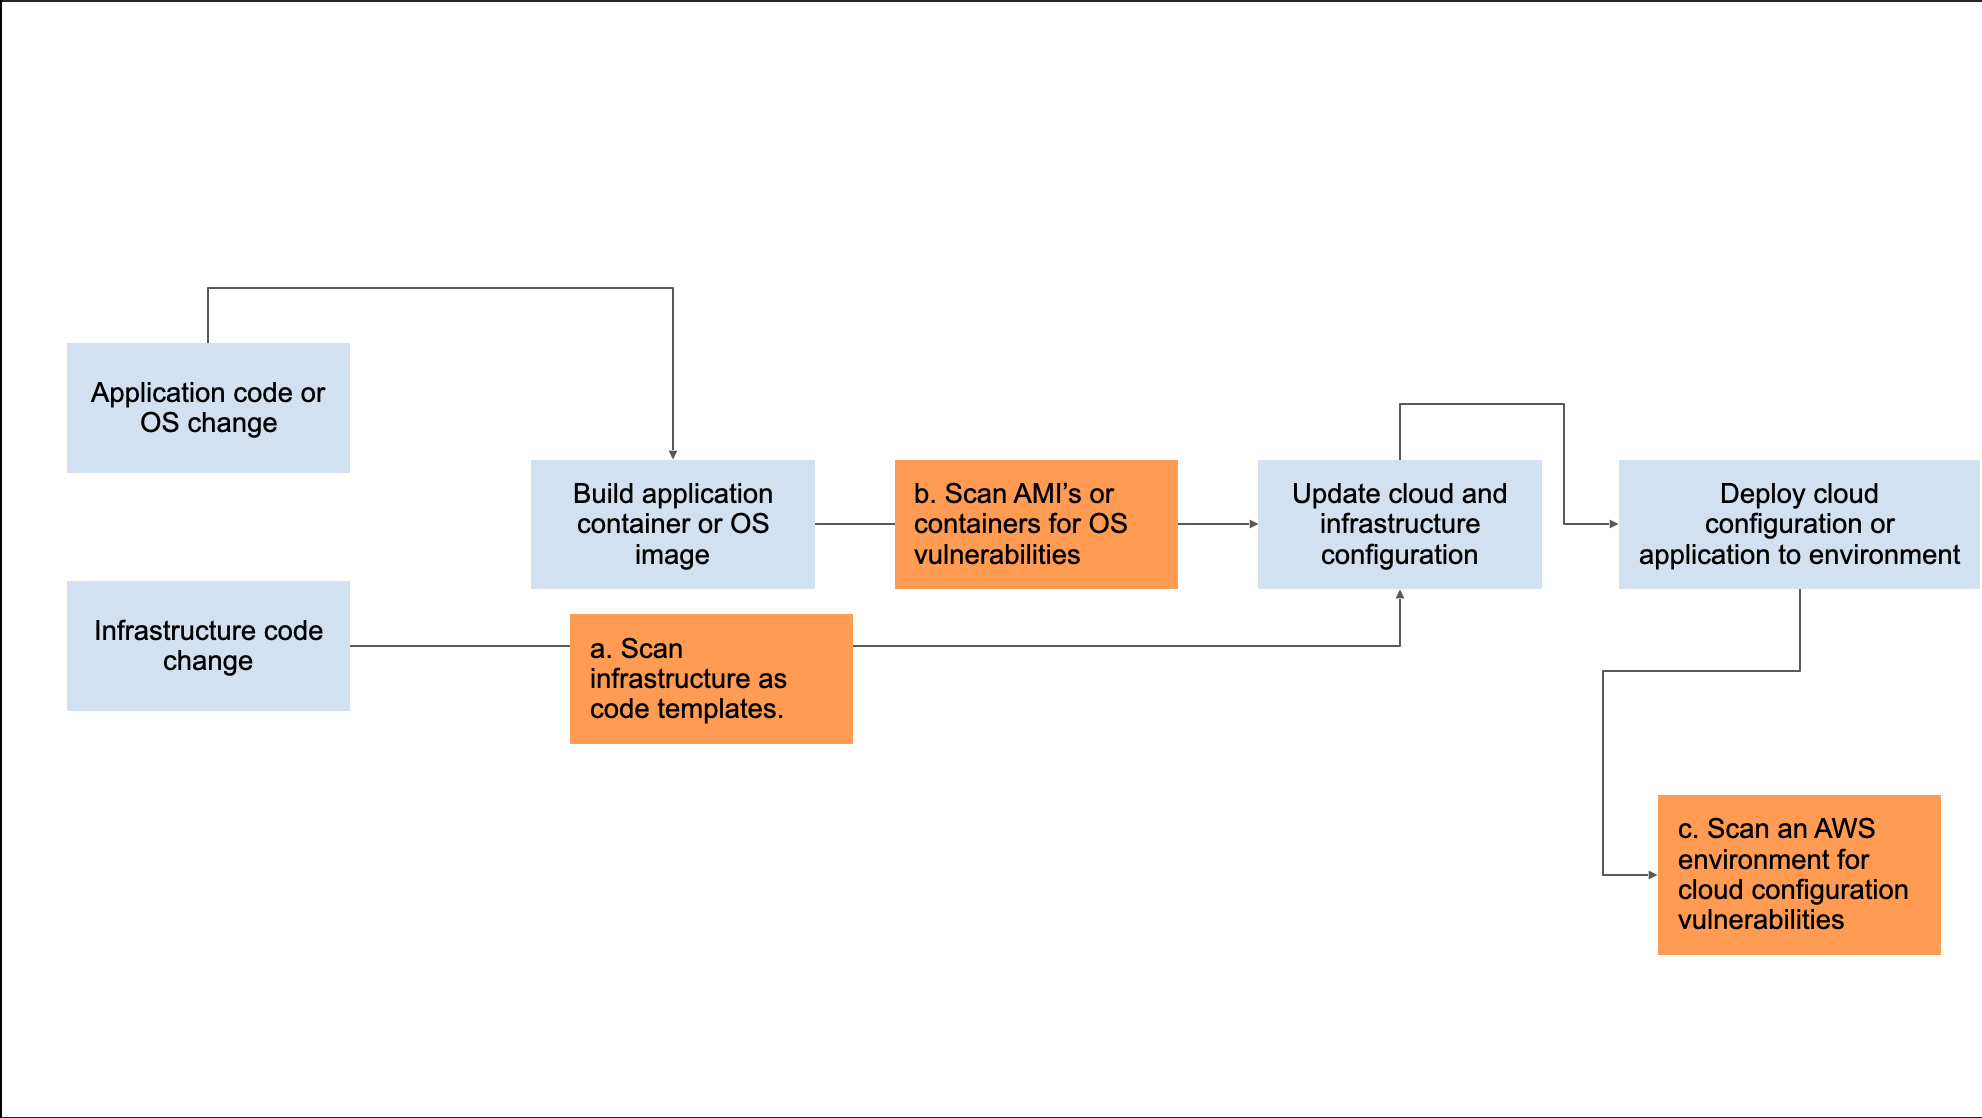 Application code or
OS change
Build application
container or OS
image
b. Scan AMI’s or
containers for OS
vulnerabilities
Update cloud and
infrastructure
configuration
Deploy cloud
configuration or
application to environment
Infrastructure code
change
a. Scan
infrastructure as
code templates.
c. Scan an AWS
environment for
cloud configuration
vulnerabilities